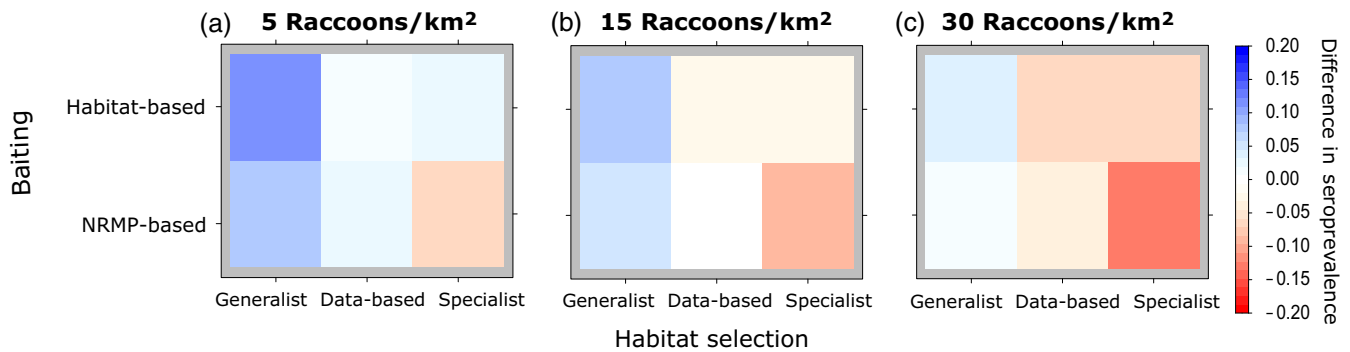 (a) 5 Raccoons/km²
(b) 15 Raccoons/km²
(c) 30 Raccoons/km²
Baiting
Habitat-based
NRMP-based
Generalist Data-based Specialist
Generalist Data-based Specialist
Generalist Data-based Specialist
Habitat selection
0.20
0.15
0.10
0.05
0.00
−0.05
−0.10
−0.15
−0.20
Difference in seroprevalence